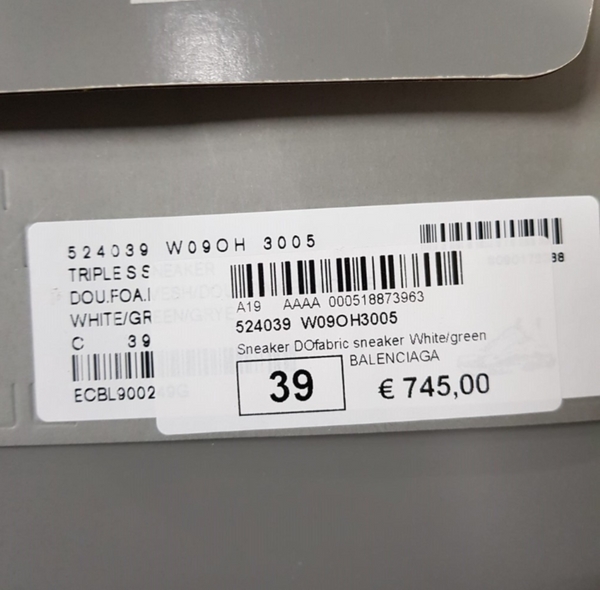 524039 W09OH 3005
TRIPLE S S
DOU.FOA.I
WHITE/GR
C 39
ECBL9002
88
A19 AAAA 000518873963
524039 W09OH3005
Sneaker DOfabric sneaker White/green
BALENCIAGA
39 € 745,00